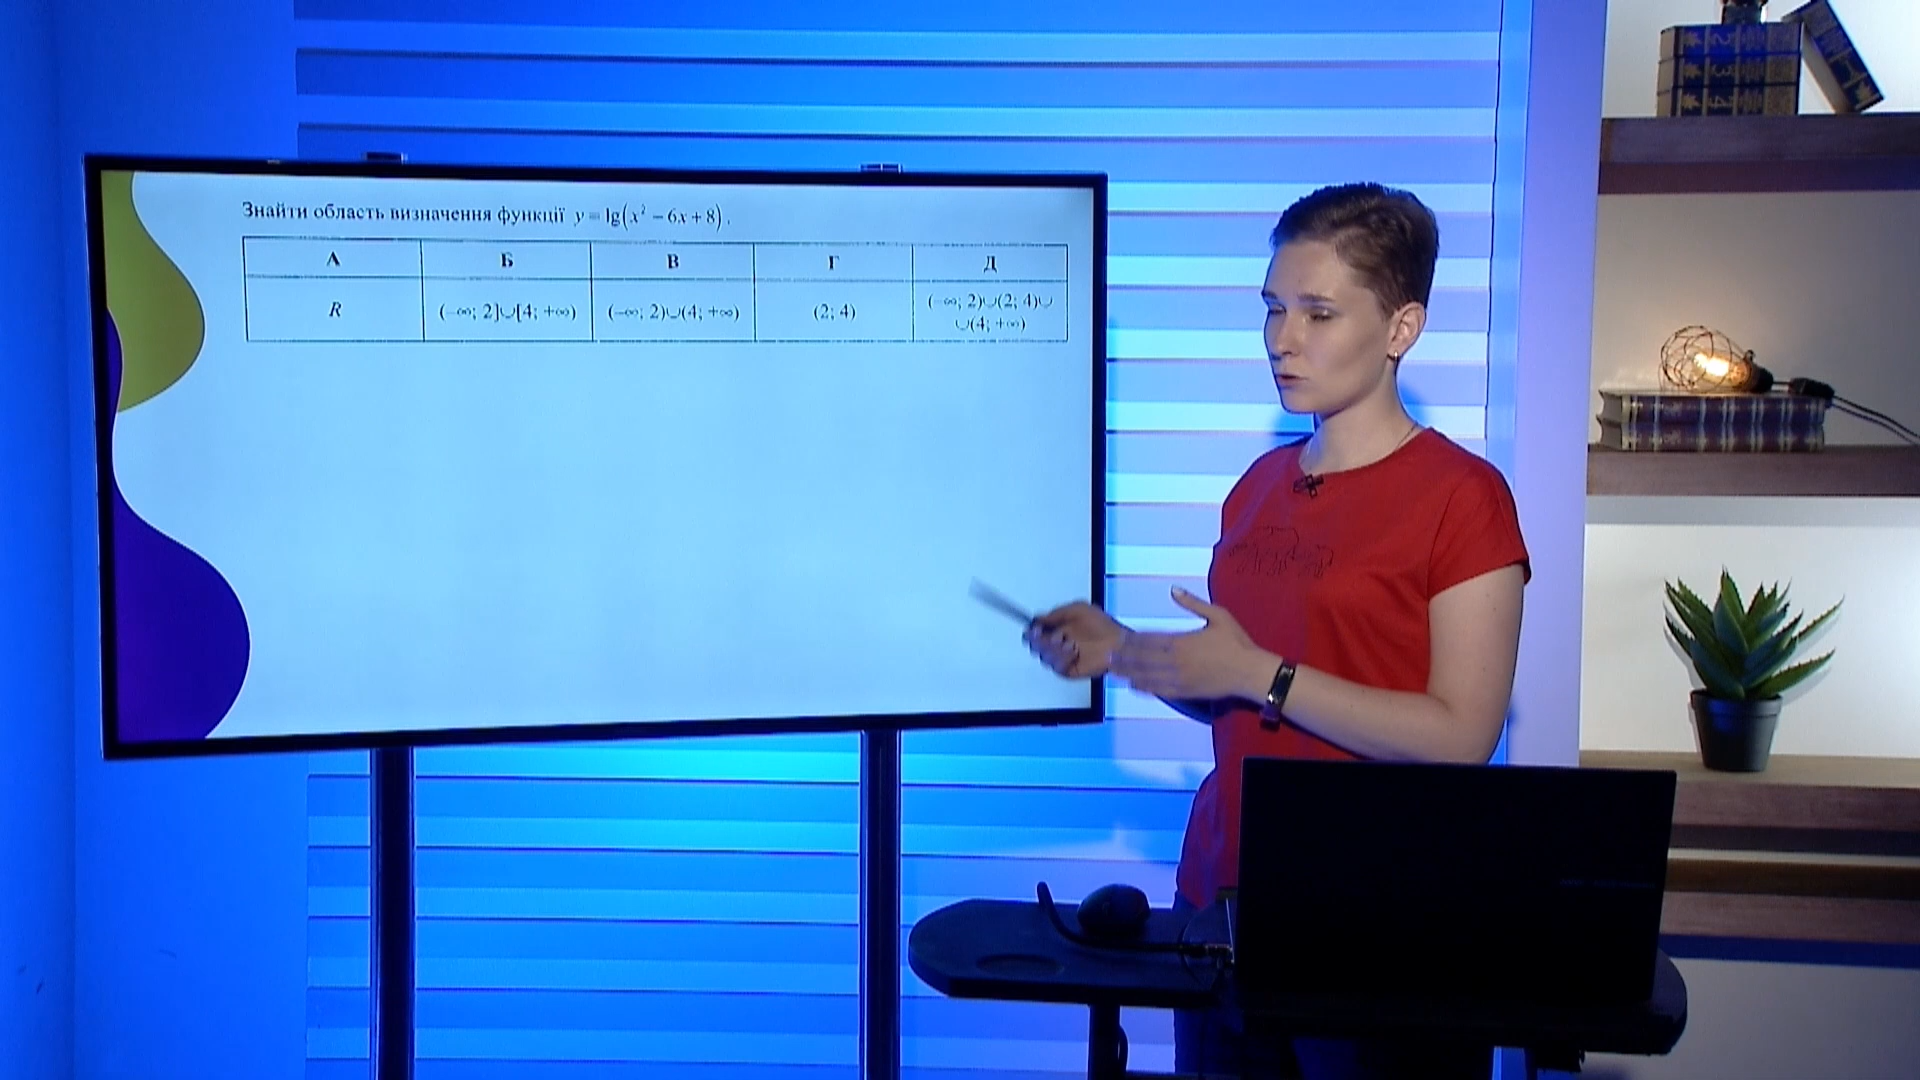 Знайти область визначення функції y = lg(x² – 6x + 8).
А Б В Г Д
R (–∞; 2]∪[4; +∞) (–∞; 2)∪(4; +∞) (2; 4) (–∞; 2)∪(2; 4)∪
∪(4; +∞)